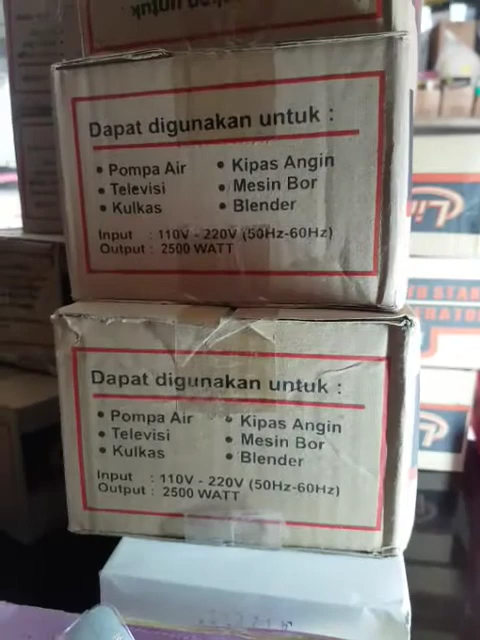 untuk :
Dapat digunakan untuk :
• Pompa Air • Kipas Angin
• Televisi • Mesin Bor
• Kulkas • Blender
Input : 110V - 220V (50Hz-60Hz)
Output : 2500 WATT
Dapat digunakan untuk :
• Pompa Air • Kipas Angin
• Televisi • Mesin Bor
• Kulkas • Blender
Input : 110V - 220V (50Hz-60Hz)
Output : 2500 WATT